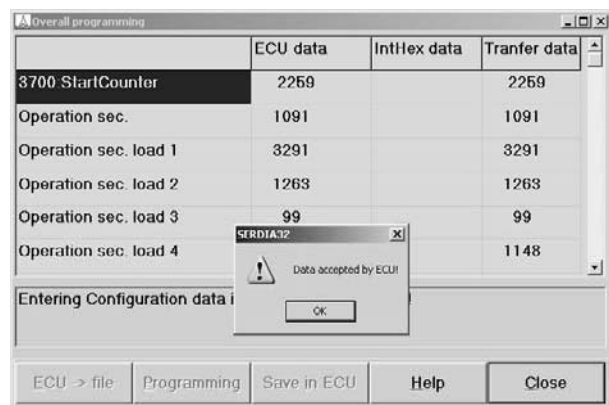 Overall programming
ECU data IntHex data Tranfer data
3700 StartCounter 2259 2259
Operation sec. 1091 1091
Operation sec. load 1 3291 3291
Operation sec. load 2 1263 1263
Operation sec. load 3 99 99
Operation sec. load 4 1148
SERDIA32
Data accepted by ECU!
OK
Entering Configuration data
ECU -> file Programming Save in ECU Help Close